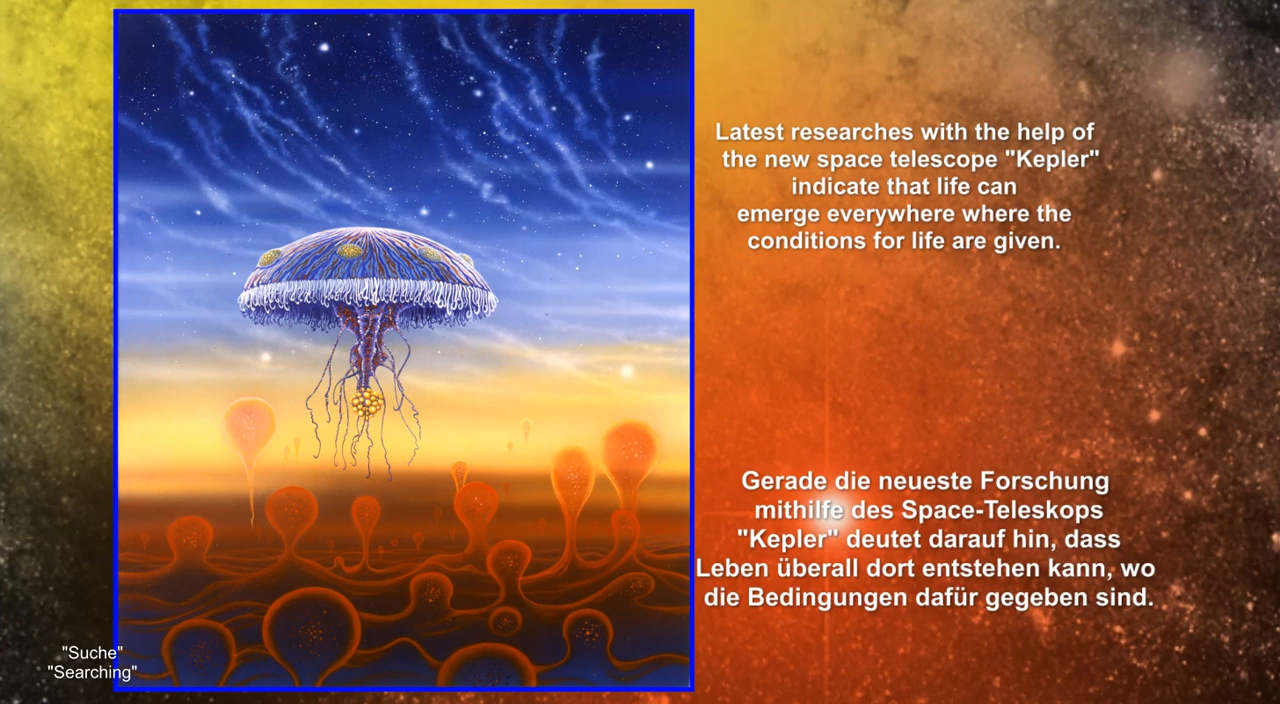 Latest researches with the help of
the new space telescope "Kepler"
indicate that life can
emerge everywhere where the
conditions for life are given.
Gerade die neueste Forschung
mithilfe des Space-Teleskops
"Kepler" deutet darauf hin, dass
Leben überall dort entstehen kann, wo
die Bedingungen dafür gegeben sind.
"Suche"
"Searching"